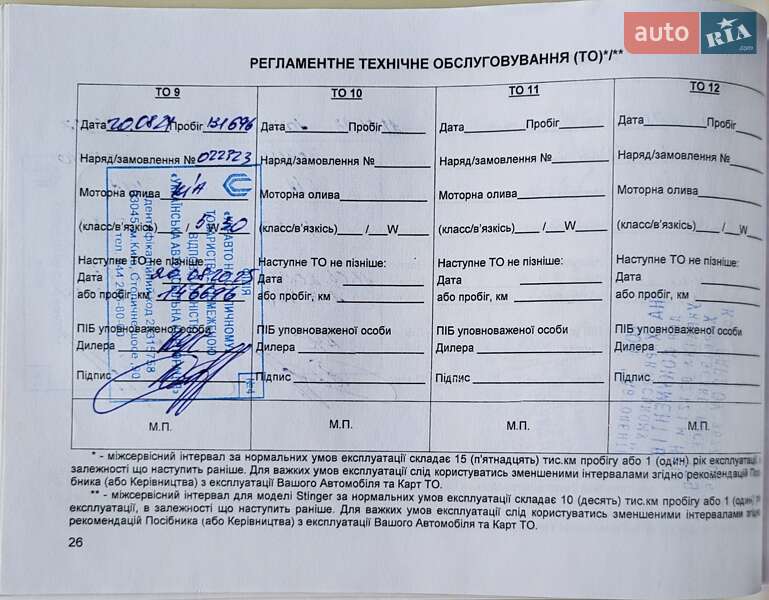 auto RIA .com
РЕГЛАМЕНТНЕ ТЕХНІЧНЕ ОБСЛУГОВУВАННЯ (ТО)*/**
ТО 9 ТО 10 ТО 11 ТО 12
Дата 20.08.24 Пробіг 131696 Дата Пробіг Дата Пробіг Дата Пробіг
Наряд/замовлення № 022723 Наряд/замовлення № Наряд/замовлення № Наряд/замовлення №
Моторна олива Моторна олива Моторна олива Моторна олива
(класс/в'язкість) / 5 W 30 (класс/в'язкість) / W (класс/в'язкість) / W (класс/в'язкість) / W
Наступне ТО не пізніше: Наступне ТО не пізніше: Наступне ТО не пізніше: Наступне ТО не пізніше:
Дата 20.08.2025 Дата Дата Дата
або пробіг, км 146696 або пробіг, км або пробіг, км або пробіг, км
ПІБ уповноваженої особи ПІБ уповноваженої особи ПІБ уповноваженої особи ПІБ уповноваженої особи
Дилера Дилера Дилера Дилера
Підпис Підпис Підпис Підпис
М.П. М.П. М.П. М.П.
* - міжсервісний інтервал за нормальних умов експлуатації складає 15 (п'ятнадцять) тис.км пробігу або 1 (один) рік експлуатації в
залежності що наступить раніше. Для важких умов експлуатації слід користуватись зменшеними інтервалами згідно рекомендацій
бника (або Керівництва) з експлуатації Вашого Автомобіля та Карт ТО.
** - міжсервісний інтервал для моделі Stinger за нормальних умов експлуатації складає 10 (десять) тис.км пробігу або 1 (один)
експлуатації, в залежності що наступить раніше. Для важких умов експлуатації слід користуватись зменшеними інтервалами
рекомендацій Посібника (або Керівництва) з експлуатації Вашого Автомобіля та Карт ТО.
26